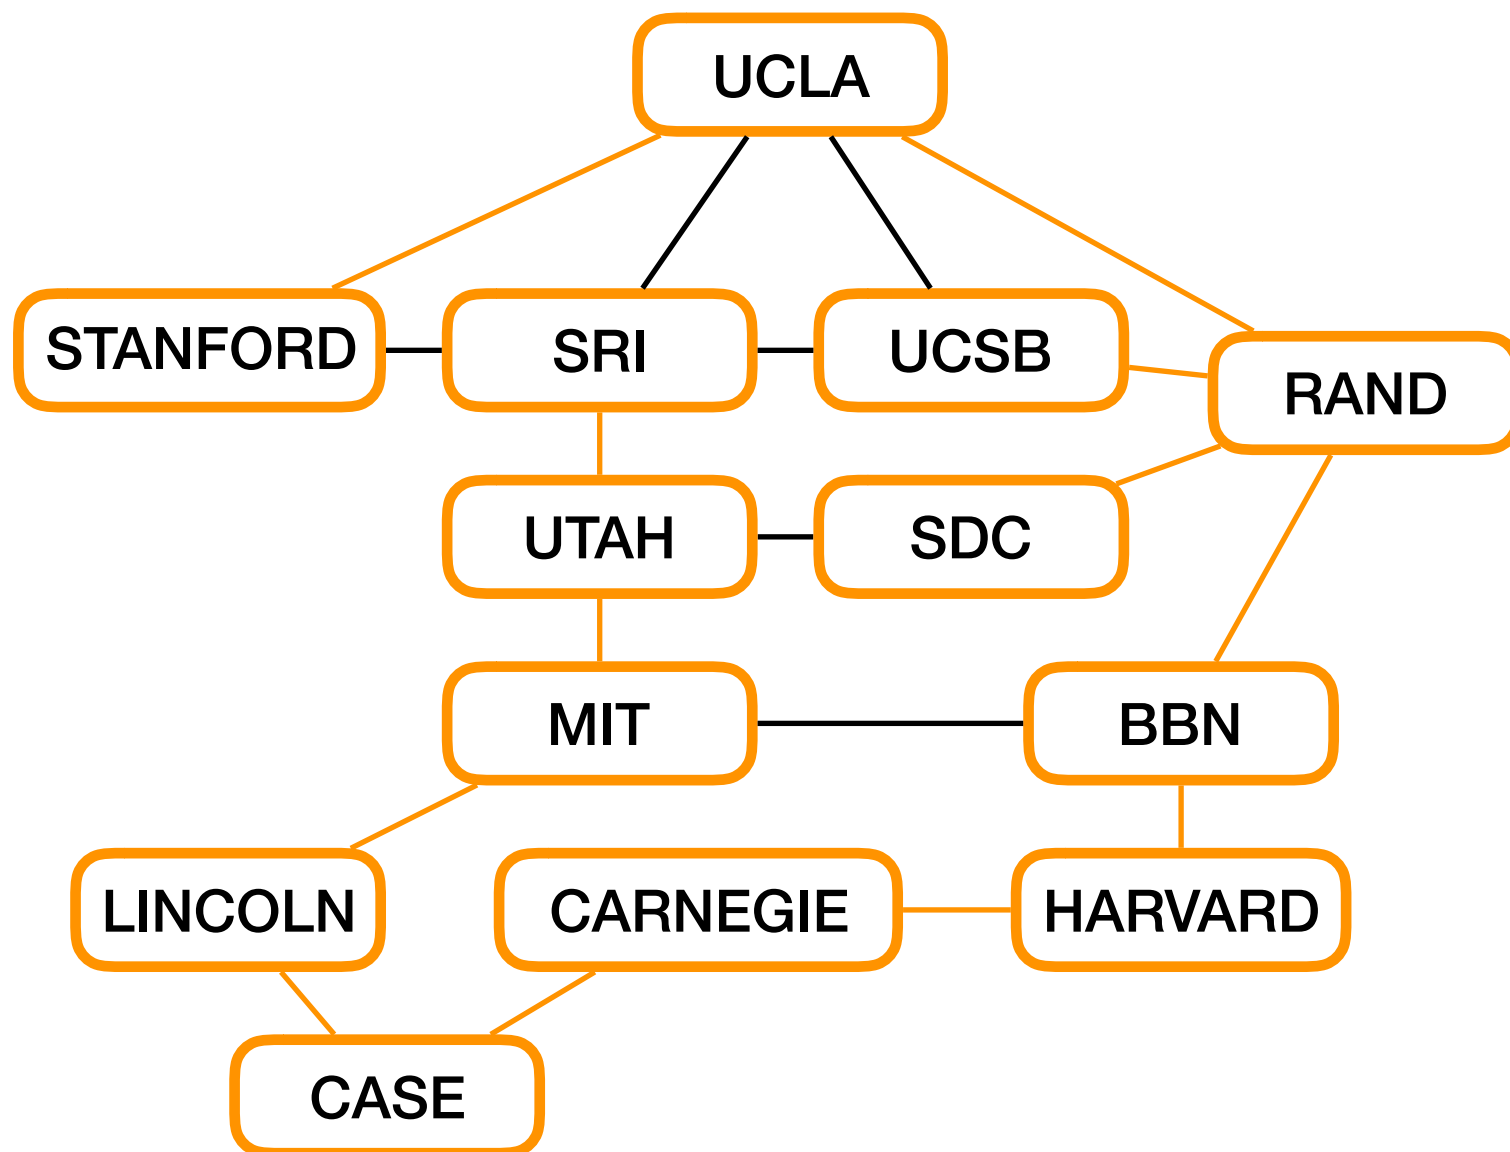 UCLA
STANFORD
SRI
UCSB
RAND
UTAH
SDC
MIT
BBN
LINCOLN
CARNEGIE
HARVARD
CASE